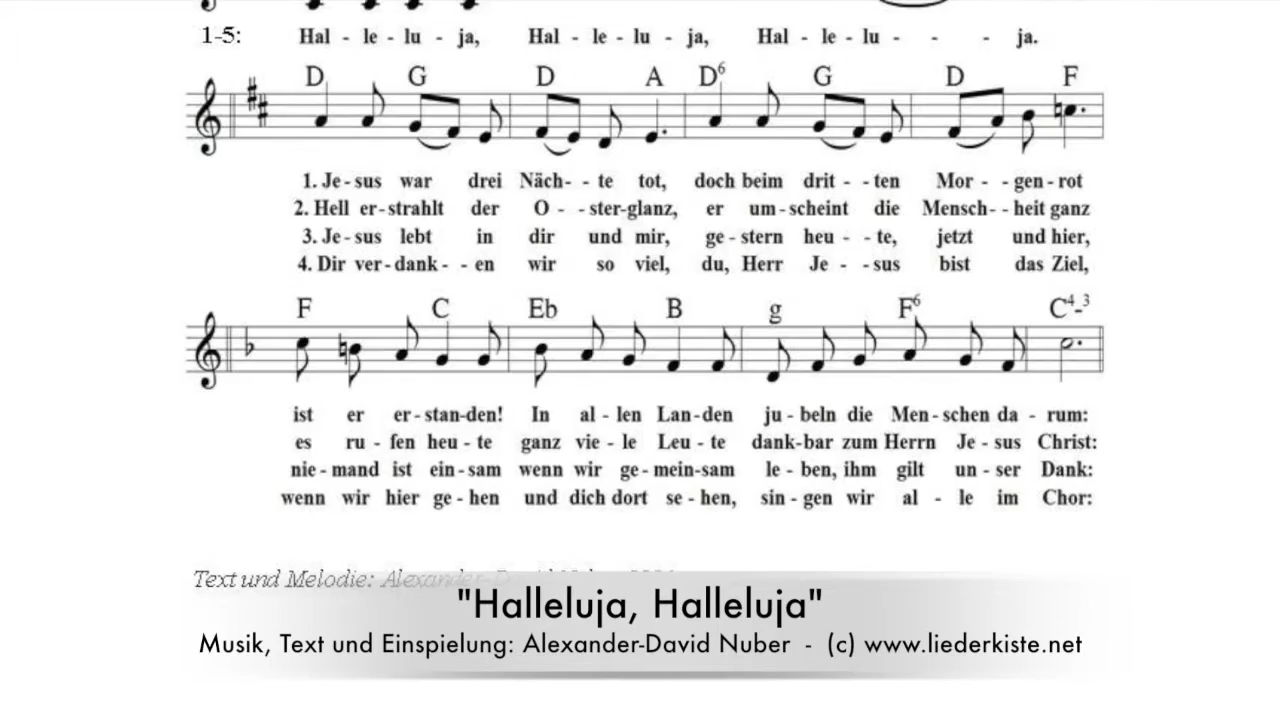 1-5: Hal - le - lu - ja, Hal - le - lu - ja, Hal - le - lu - - - ja.
D G D A D6 G D F
1. Je - sus war drei Näch- - te tot, doch beim drit - - ten Mor - - gen - rot
2. Hell er - strahlt der O - - ster-glanz, er um - scheint die Mensch- - heit ganz
3. Je - sus lebt in dir und mir, ge - stern heu - - te, jetzt und hier,
4. Dir ver - dank - - en wir so viel, du, Herr Je - - sus bist das Ziel,
F C Eb B g F6 C4-3
ist er er - stan - den! In al - len Lan - den ju - beln die Men - schen da - rum:
es ru - fen heu - te ganz vie - le Leu - te dank - bar zum Herrn Je - sus Christ:
nie - mand ist ein - sam wenn wir ge - mein - sam le - ben, ihm gilt un - ser Dank:
wenn wir hier ge - hen und dich dort se - hen, sin - gen wir al - le im Chor:
Text und Melodie: Alexander-
"Halleluja, Halleluja"
Musik, Text und Einspielung: Alexander-David Nuber - (c) www.liederkiste.net